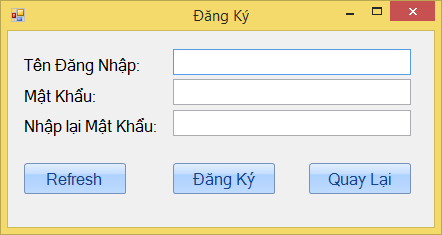 Đăng Ký
Tên Đăng Nhập:
Mật Khẩu:
Nhập lại Mật Khẩu:
Refresh Đăng Ký Quay Lại